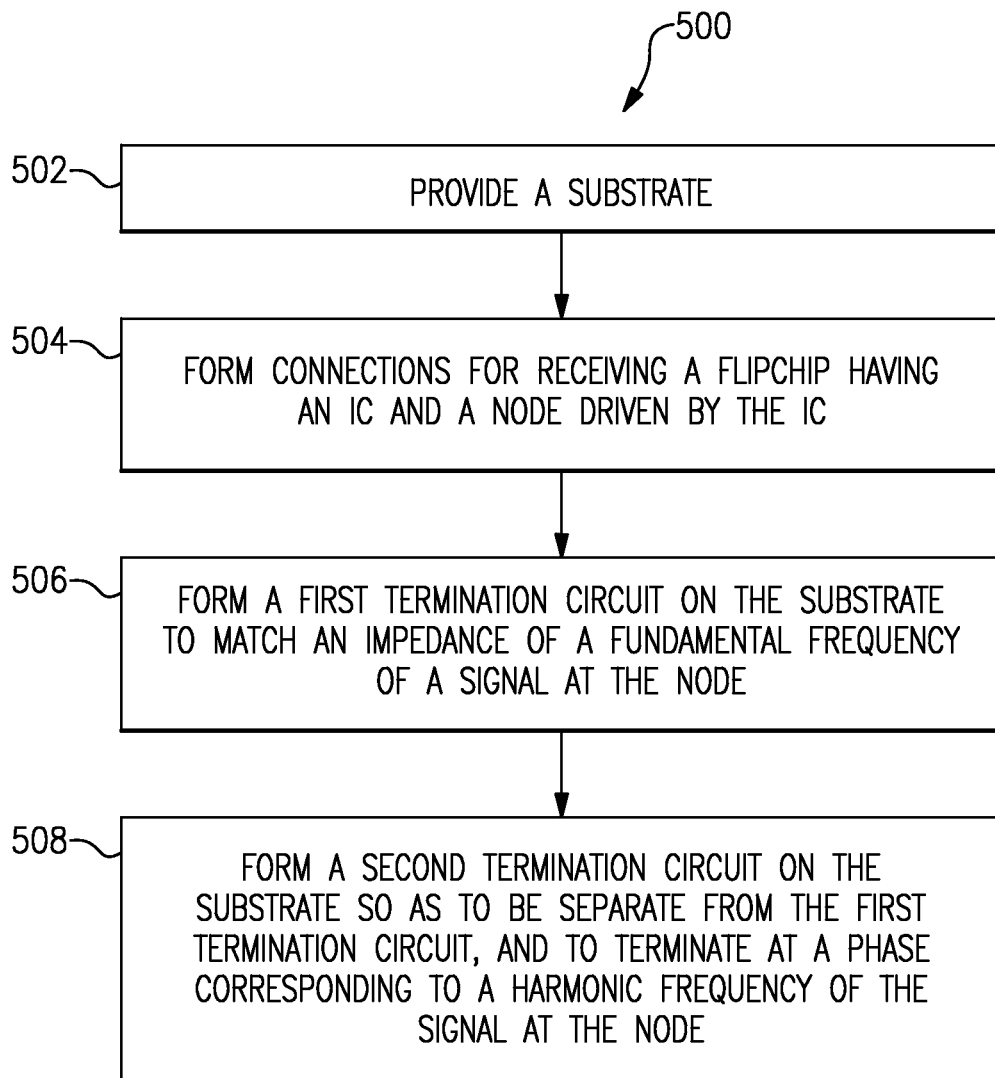 500
502
PROVIDE A SUBSTRATE
504
FORM CONNECTIONS FOR RECEIVING A FLIPCHIP HAVING
AN IC AND A NODE DRIVEN BY THE IC
506
FORM A FIRST TERMINATION CIRCUIT ON THE SUBSTRATE
TO MATCH AN IMPEDANCE OF A FUNDAMENTAL FREQUENCY
OF A SIGNAL AT THE NODE
508
FORM A SECOND TERMINATION CIRCUIT ON THE
SUBSTRATE SO AS TO BE SEPARATE FROM THE FIRST
TERMINATION CIRCUIT, AND TO TERMINATE AT A PHASE
CORRESPONDING TO A HARMONIC FREQUENCY OF THE
SIGNAL AT THE NODE